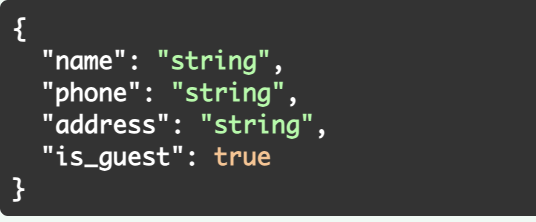 {
  "name": "string",
  "phone": "string",
  "address": "string",
  "is_guest": true
}